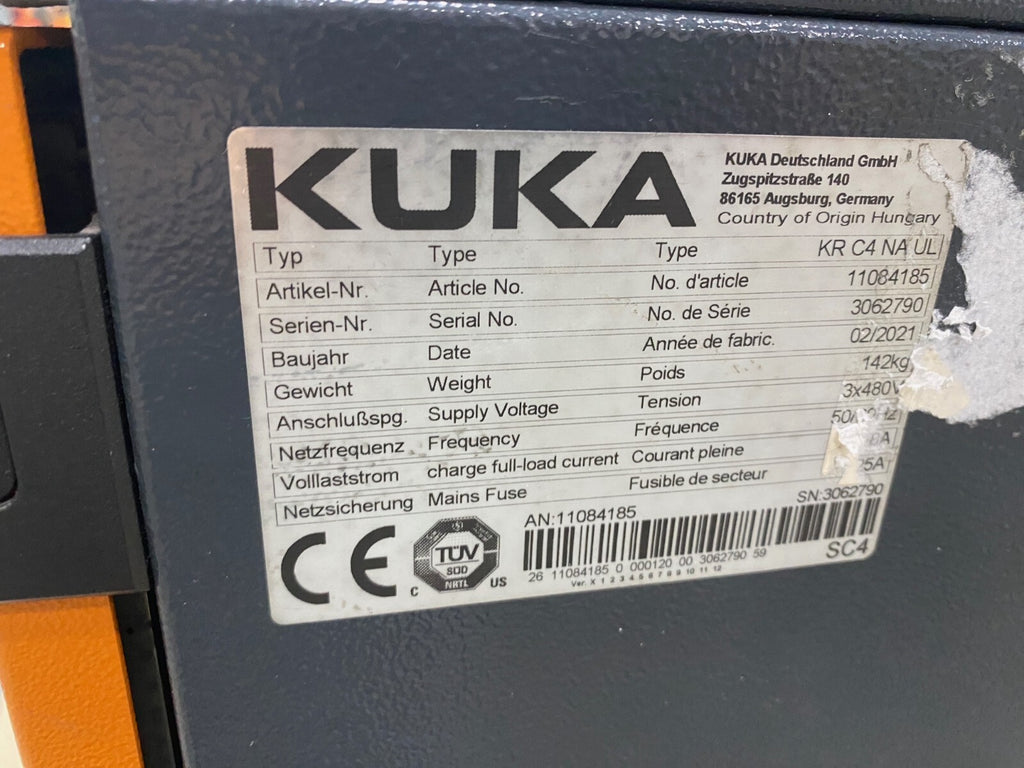 KUKA
KUKA Deutschland GmbH
Zugspitzstraße 140
86165 Augsburg, Germany
Country of Origin Hungary
Typ Type Type KR C4 NA UL
Artikel-Nr. Article No. No. d'article 11084185
Serien-Nr. Serial No. No. de Série 3062790
Baujahr Date Année de fabric. 02/2021
Gewicht Weight Poids 142kg
Anschlußspg. Supply Voltage Tension 3x480V
Netzfrequenz Frequency Fréquence
Volllaststrom charge full-load current Courant pleine
Netzsicherung Mains Fuse Fusible de secteur 25A
CE
TÜV
SÜD
NRTL
C US
AN:11084185 SN:3062790
26 11084185 0 000120 00 3062790 59 SC4
Ver. X 1 2 3 4 5 6 7 8 9 10 11 12